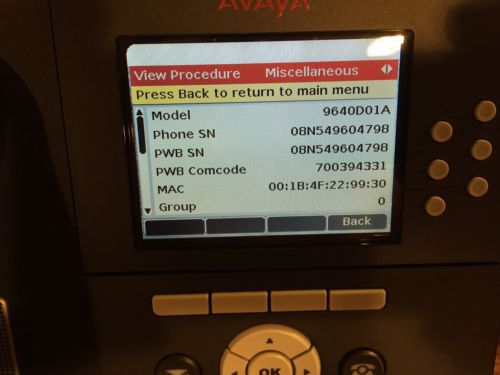 AVAYA
View Procedure Miscellaneous
Press Back to return to main menu
Model 9640D01A
Phone SN 08N549604798
PWB SN 08N549604798
PWB Comcode 700394331
MAC 00:1B:4F:22:99:30
Group 0
Back
OK